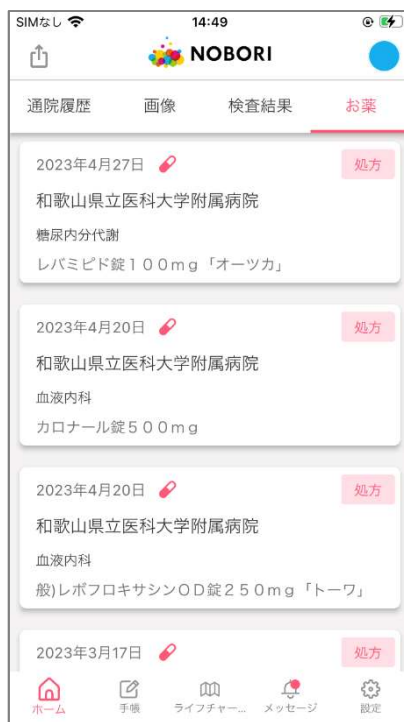 SIMなし 14:49
NOBORI
通院履歴 画像 検査結果 お薬
2023年4月27日 処方
和歌山県立医科大学附属病院
糖尿内分代謝
レバミピド錠１００mg「オーツカ」
2023年4月20日 処方
和歌山県立医科大学附属病院
血液内科
カロナール錠５００mg
2023年4月20日 処方
和歌山県立医科大学附属病院
血液内科
般)レボフロキサシンＯＤ錠２５０mg「トーワ」
2023年3月17日 処方
ホーム 手帳 ライフチャー... メッセージ 設定